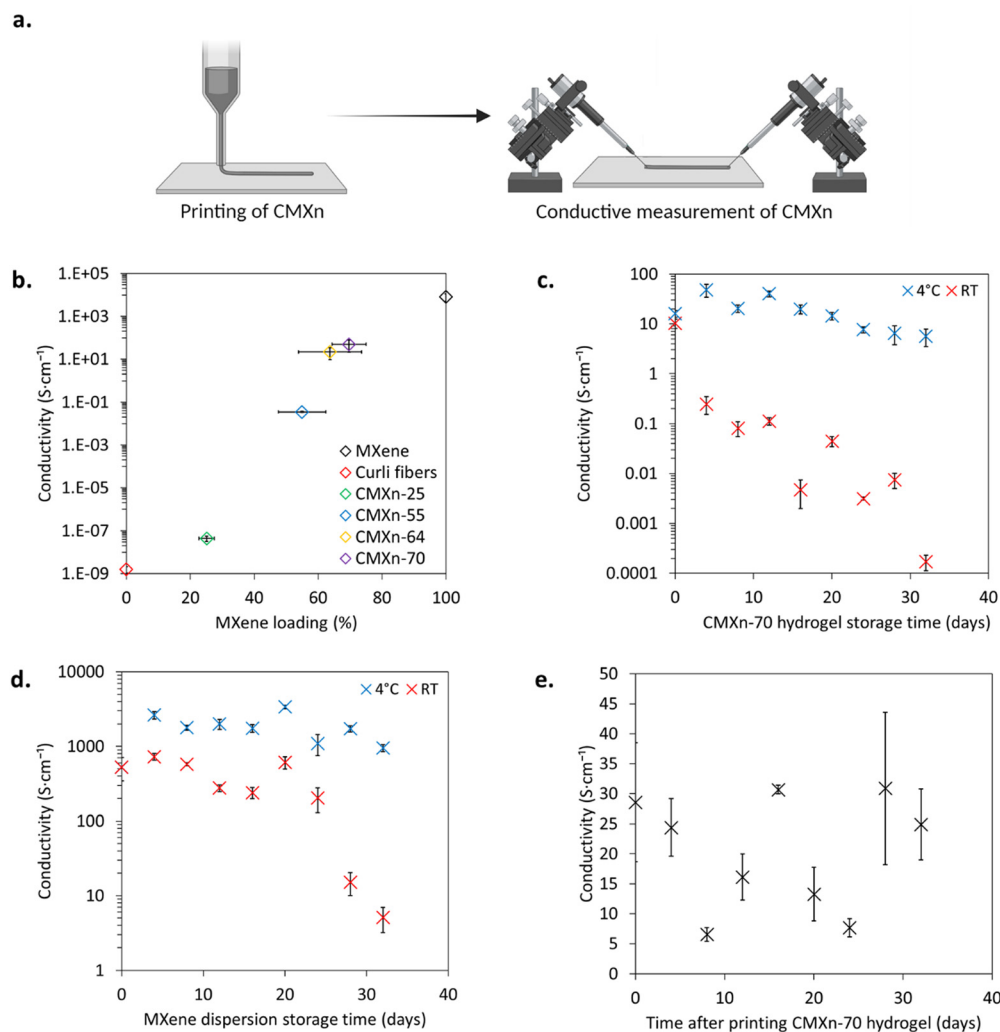 a.
Printing of CMXn
Conductive measurement of CMXn
b.
1.E+05
1.E+03
1.E+01
1.E-01
1.E-03
1.E-05
1.E-07
1.E-09
Conductivity (S·cm⁻¹)
MXene
Curli fibers
CMXn-25
CMXn-55
CMXn-64
CMXn-70
0 20 40 60 80 100
MXene loading (%)
c.
100
10
1
0.1
0.01
0.001
0.0001
Conductivity (S·cm⁻¹)
4°C RT
0 10 20 30 40
CMXn-70 hydrogel storage time (days)
d.
10000
1000
100
10
1
Conductivity (S·cm⁻¹)
4°C RT
0 10 20 30 40
MXene dispersion storage time (days)
e.
50
45
40
35
30
25
20
15
10
5
0
Conductivity (S·cm⁻¹)
0 10 20 30 40
Time after printing CMXn-70 hydrogel (days)